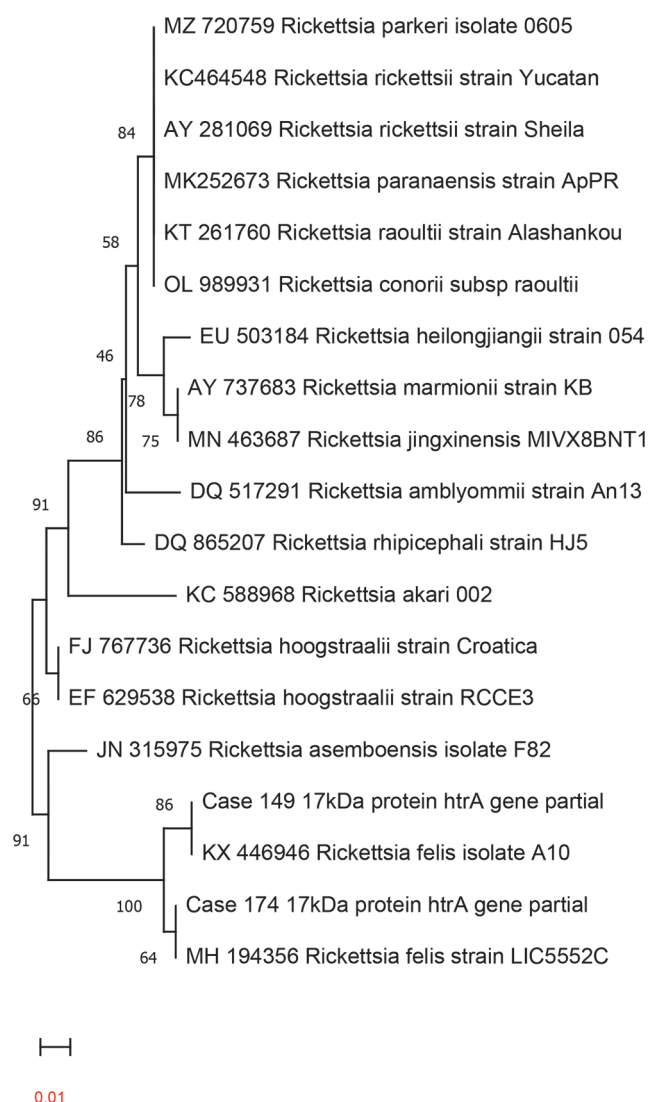 MZ 720759 Rickettsia parkeri isolate 0605
KC464548 Rickettsia rickettsii strain Yucatan
84
AY 281069 Rickettsia rickettsii strain Sheila
MK252673 Rickettsia paranaensis strain ApPR
58
KT 261760 Rickettsia raoultii strain Alashankou
OL 989931 Rickettsia conorii subsp raoultii
EU 503184 Rickettsia heilongjiangii strain 054
46
AY 737683 Rickettsia marmionii strain KB
78
86
75
MN 463687 Rickettsia jingxinensis MIVX8BNT1
DQ 517291 Rickettsia amblyommii strain An13
91
DQ 865207 Rickettsia rhipicephali strain HJ5
KC 588968 Rickettsia akari 002
FJ 767736 Rickettsia hoogstraalii strain Croatica
66
EF 629538 Rickettsia hoogstraalii strain RCCE3
JN 315975 Rickettsia asemboensis isolate F82
86
Case 149 17kDa protein htrA gene partial
91
KX 446946 Rickettsia felis isolate A10
100
Case 174 17kDa protein htrA gene partial
64
MH 194356 Rickettsia felis strain LIC5552C
0.01